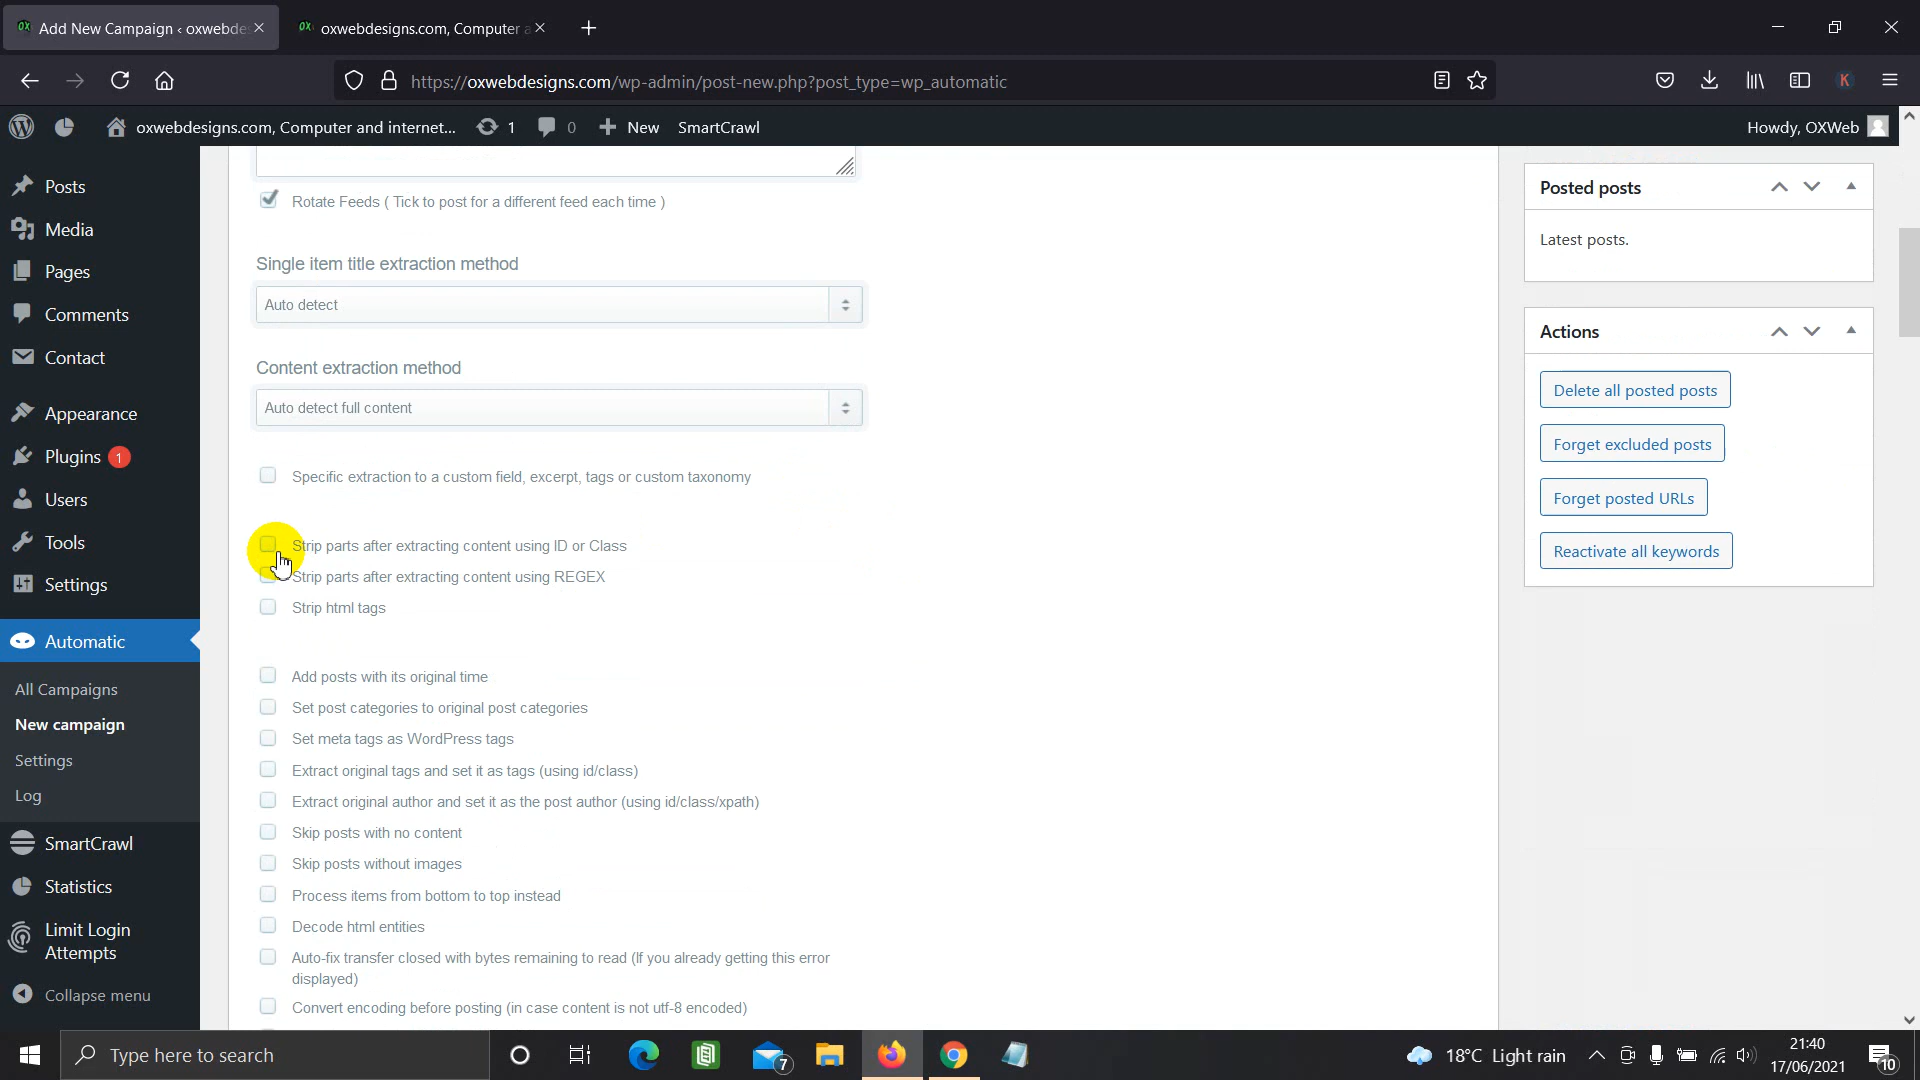 Add New Campaign ‹ oxwebde
oxwebdesigns.com, Computer a
https://oxwebdesigns.com/wp-admin/post-new.php?post_type=wp_automatic
K
oxwebdesigns.com, Computer and internet...
1
0
New
SmartCrawl
Howdy, OXWeb
Posts
Media
Pages
Comments
Contact
Appearance
Plugins 1
Users
Tools
Settings
Automatic
All Campaigns
New campaign
Settings
Log
SmartCrawl
Statistics
Limit Login
Attempts
Collapse menu
Rotate Feeds ( Tick to post for a different feed each time )
Single item title extraction method
Auto detect
Content extraction method
Auto detect full content
Specific extraction to a custom field, excerpt, tags or custom taxonomy
Strip parts after extracting content using ID or Class
Strip parts after extracting content using REGEX
Strip html tags
Add posts with its original time
Set post categories to original post categories
Set meta tags as WordPress tags
Extract original tags and set it as tags (using id/class)
Extract original author and set it as the post author (using id/class/xpath)
Skip posts with no content
Skip posts without images
Process items from bottom to top instead
Decode html entities
Auto-fix transfer closed with bytes remaining to read (If you already getting this error
displayed)
Convert encoding before posting (in case content is not utf-8 encoded)
Posted posts
Latest posts.
Actions
Delete all posted posts
Forget excluded posts
Forget posted URLs
Reactivate all keywords
Type here to search
7
18°C Light rain
21:40
17/06/2021
10